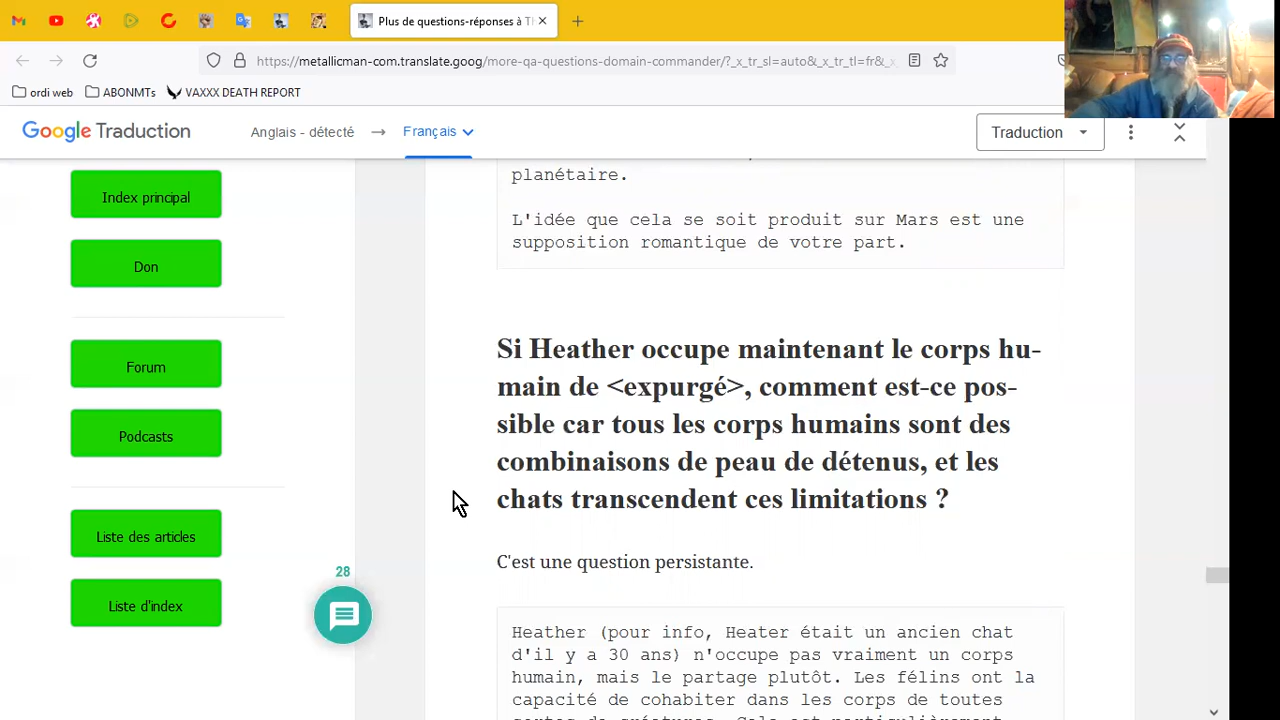 Plus de questions-réponses à Tl
https://metallicman-com.translate.goog/more-qa-questions-domain-commander/?_x_tr_sl=auto&_x_tr_tl=fr&_x
ordi web
ABONMTs
VAXXX DEATH REPORT
Google Traduction
Anglais - détecté
Français
Traduction
Index principal
Don
Forum
Podcasts
Liste des articles
Liste d'index
28
planétaire.
L'idée que cela se soit produit sur Mars est une
supposition romantique de votre part.
Si Heather occupe maintenant le corps hu-
main de <expurgé>, comment est-ce pos-
sible car tous les corps humains sont des
combinaisons de peau de détenus, et les
chats transcendent ces limitations ?
C'est une question persistante.
Heather (pour info, Heater était un ancien chat
d'il y a 30 ans) n'occupe pas vraiment un corps
humain, mais le partage plutôt. Les félins ont la
capacité de cohabiter dans les corps de toutes